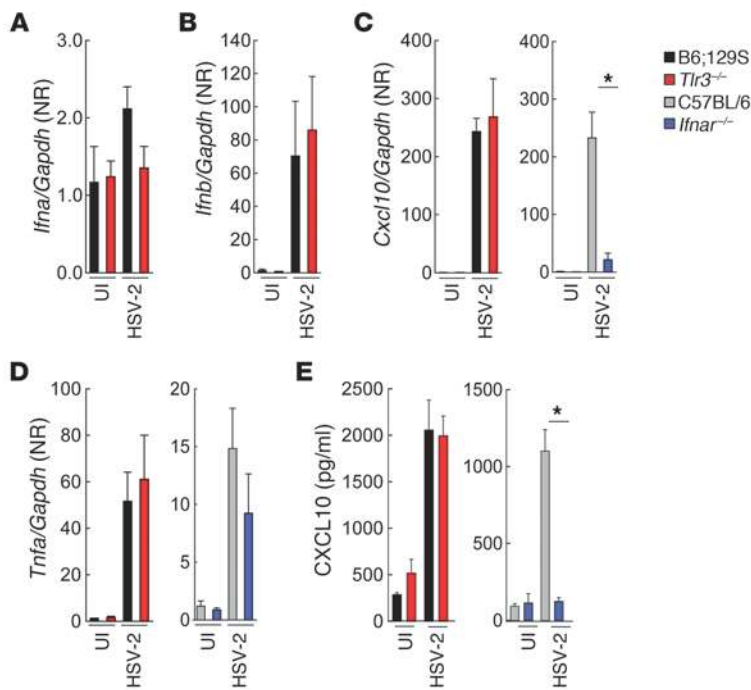 A
Ifna/Gapdh (NR)
3.0
2.0
1.0
0.0
UI
HSV-2
B
Ifnb/Gapdh (NR)
140
120
100
80
60
40
20
0
UI
HSV-2
C
Cxcl10/Gapdh (NR)
400
300
200
100
0
UI
HSV-2
400
300
200
100
0
*
UI
HSV-2
B6;129S
Tlr3–/–
C57BL/6
Ifnar–/–
D
Tnfa/Gapdh (NR)
100
80
60
40
20
0
UI
HSV-2
20
15
10
5
0
UI
HSV-2
E
CXCL10 (pg/ml)
2500
2000
1500
1000
500
0
UI
HSV-2
1500
1000
500
0
*
UI
HSV-2